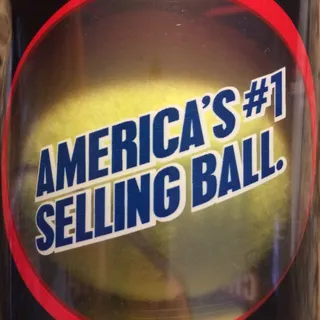 AMERICA'S #1
SELLING BALL.